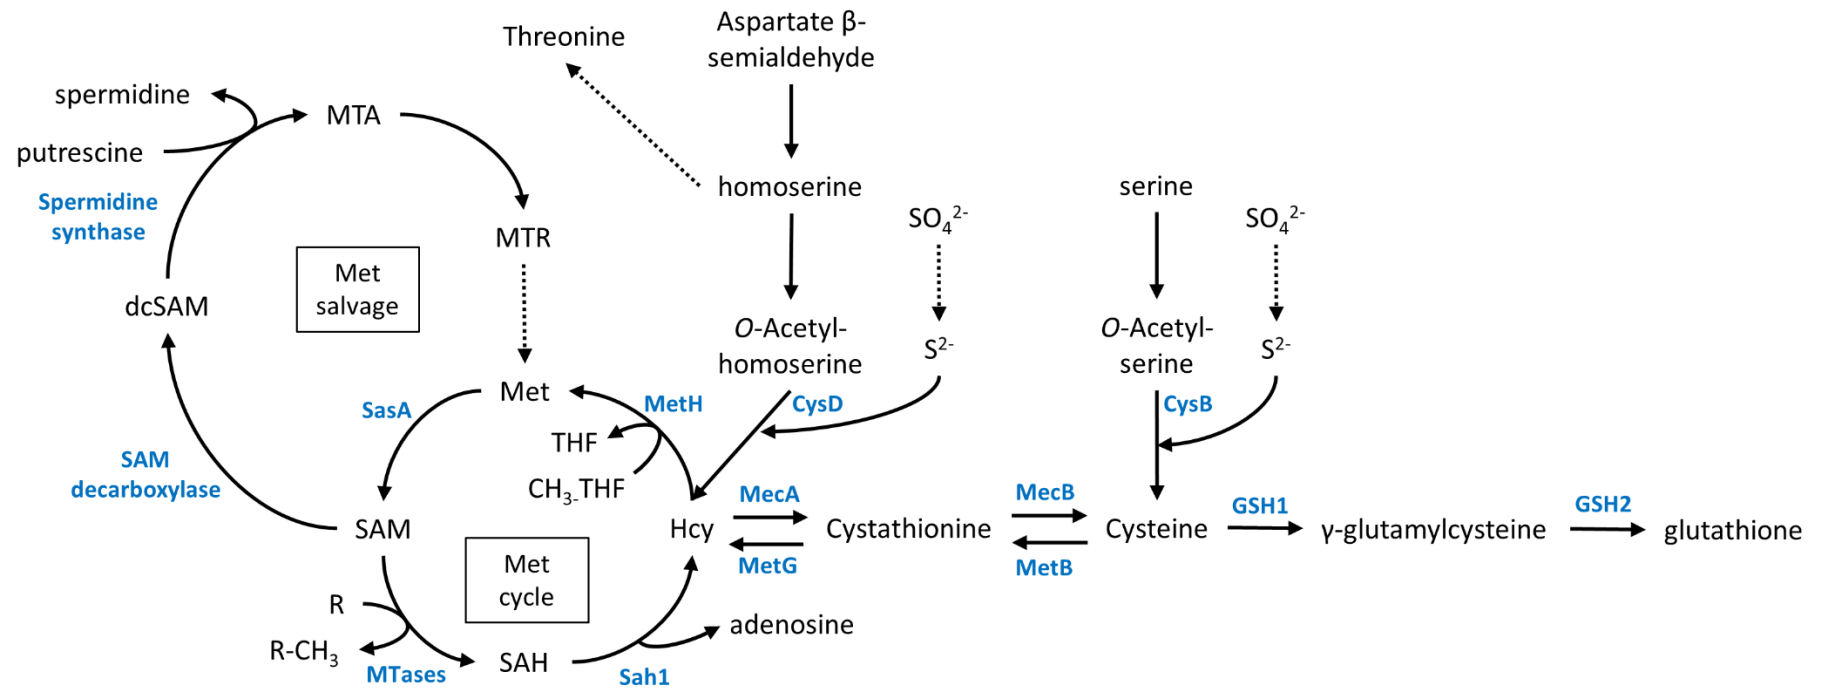 Aspartate β-
semialdehyde
Threonine
spermidine
MTA
putrescine
homoserine
serine
Spermidine
synthase
SO₄²⁻
SO₄²⁻
MTR
Met
salvage
dcSAM
O-Acetyl-
homoserine
S²⁻
O-Acetyl-
serine
S²⁻
Met
SasA
MetH
CysD
CysB
THF
SAM
decarboxylase
CH₃-THF
MecA
MecB
GSH1
GSH2
SAM
Hcy
Cystathionine
Cysteine
γ-glutamylcysteine
glutathione
MetG
MetB
Met
cycle
R
adenosine
R-CH₃
MTases
SAH
Sah1